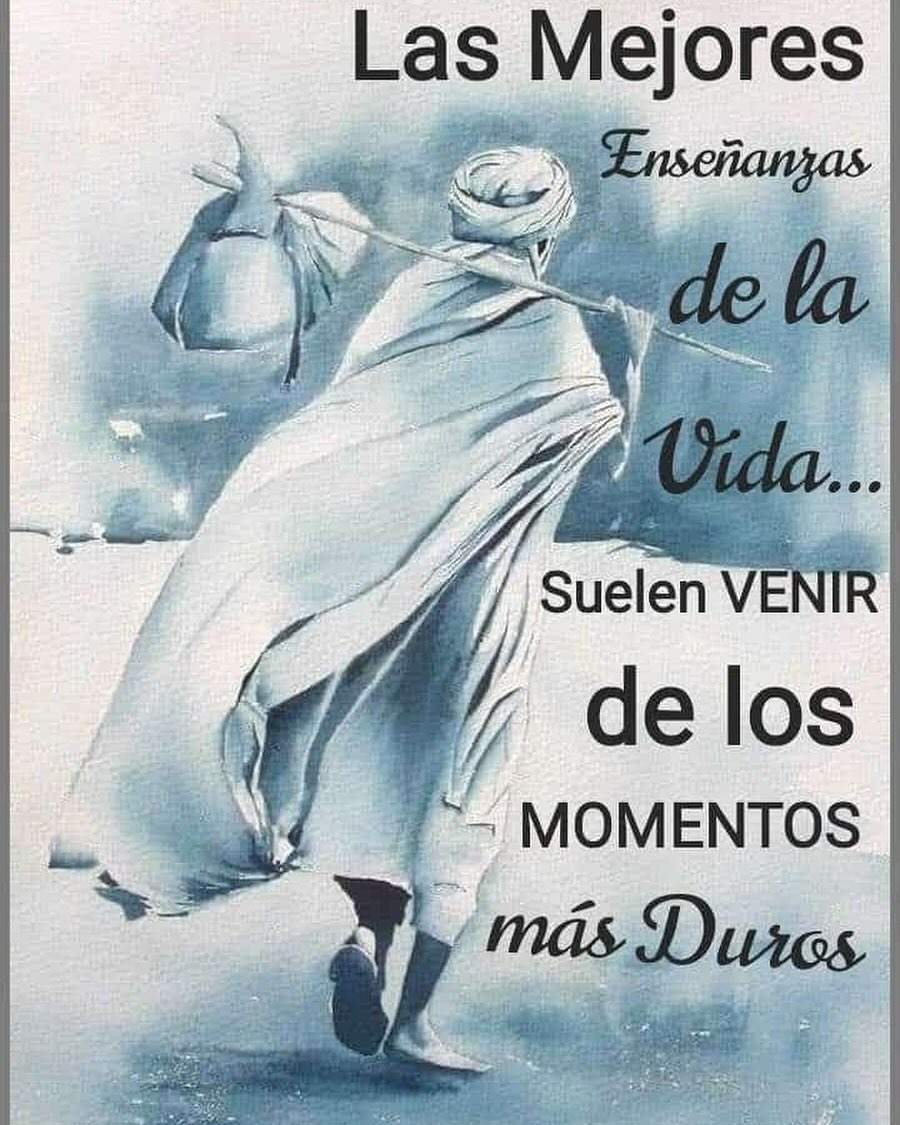 Las Mejores
Enseñanzas
de la
Vida...
Suelen VENIR
de los
MOMENTOS
más Duros